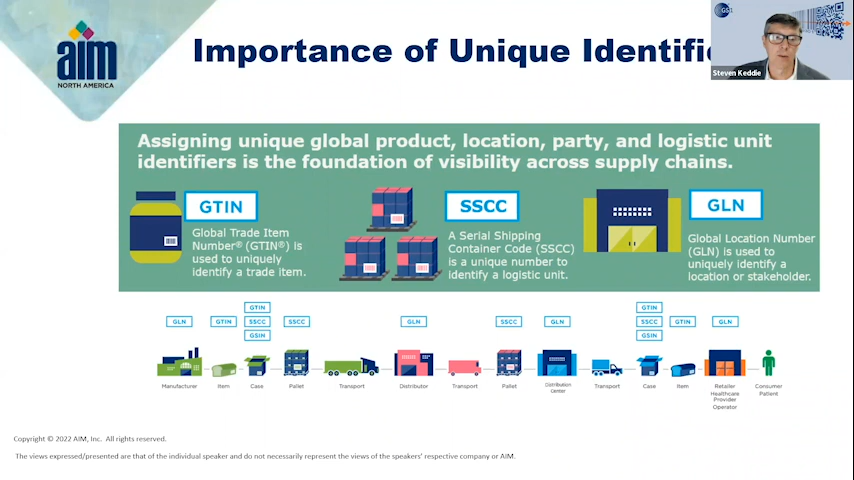 aim
NORTH AMERICA
Importance of Unique Identifie
GS1
Steven Keddie
Assigning unique global product, location, party, and logistic unit
identifiers is the foundation of visibility across supply chains.
GTIN
Global Trade Item
Number® (GTIN®) is
used to uniquely
identify a trade item.
SSCC
A Serial Shipping
Container Code (SSCC)
is a unique number to
identify a logistic unit.
GLN
Global Location Number
(GLN) is used to
uniquely identify a
location or stakeholder.
GLN
GTIN
GTIN
SSCC
GSIN
SSCC
GLN
SSCC
GLN
GTIN
SSCC
GSIN
GTIN
GLN
Manufacturer
Item
Case
Pallet
Transport
Distributor
Transport
Pallet
Distribution
Center
Transport
Case
Item
Retailer
Healthcare
Provider
Operator
Consumer
Patient
Copyright © 2022 AIM, Inc. All rights reserved.
The views expressed/presented are that of the individual speaker and do not necessarily represent the views of the speakers' respective company or AIM.